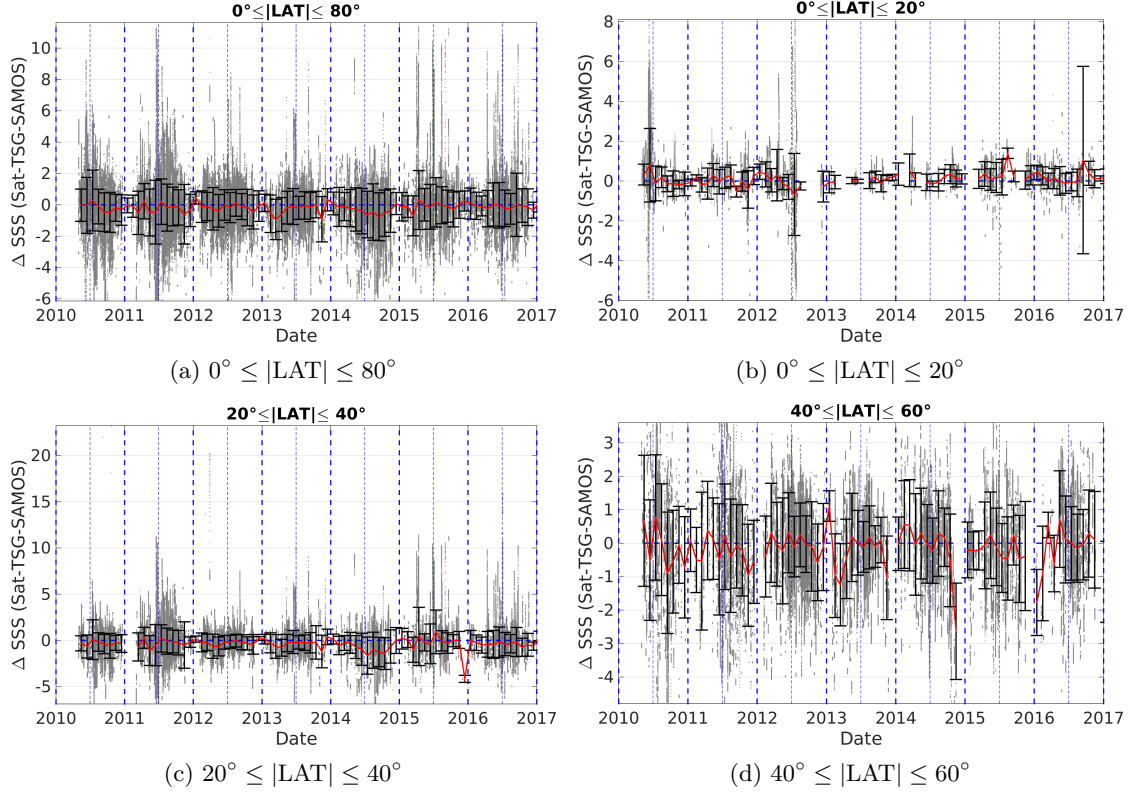 0°≤|LAT|≤ 80°
Δ SSS (Sat-TSG-SAMOS)
10
8
6
4
2
0
-2
-4
-6
2010 2011 2012 2013 2014 2015 2016 2017
Date
(a) 0° ≤ |LAT| ≤ 80°
0°≤|LAT|≤ 20°
Δ SSS (Sat-TSG-SAMOS)
8
6
4
2
0
-2
-4
6
2010 2011 2012 2013 2014 2015 2016 2017
Date
(b) 0° ≤ |LAT| ≤ 20°
20°≤|LAT|≤ 40°
Δ SSS (Sat-TSG-SAMOS)
20
15
10
5
0
-5
2010 2011 2012 2013 2014 2015 2016 2017
Date
(c) 20° ≤ |LAT| ≤ 40°
40°≤|LAT|≤ 60°
Δ SSS (Sat-TSG-SAMOS)
3
2
1
0
-1
-2
-3
-4
2010 2011 2012 2013 2014 2015 2016 2017
Date
(d) 40° ≤ |LAT| ≤ 60°